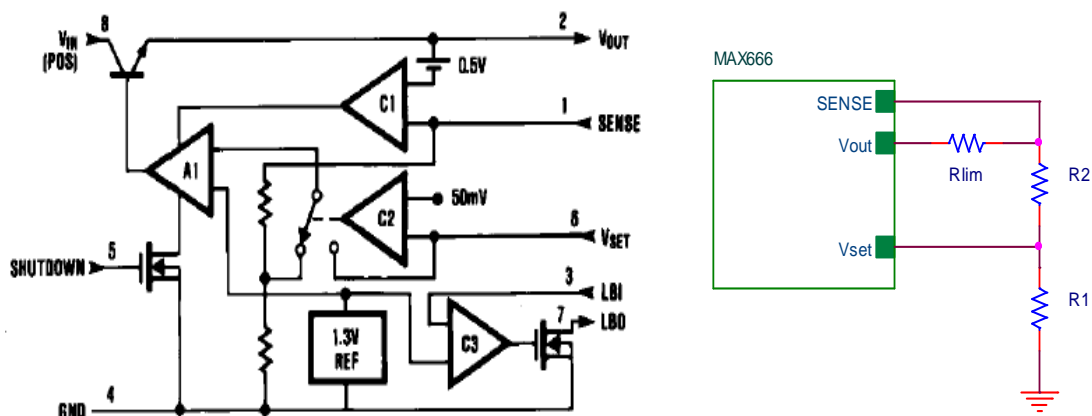 8
VIN
(POS)
2
VOUT
0.5V
C1
1
SENSE
A1
C2
50mV
6
VSET
5
SHUTDOWN
3
LBI
7
LBO
1.3V
REF
C3
4
GND
MAX666
SENSE
Vout
Rlim
R2
Vset
R1